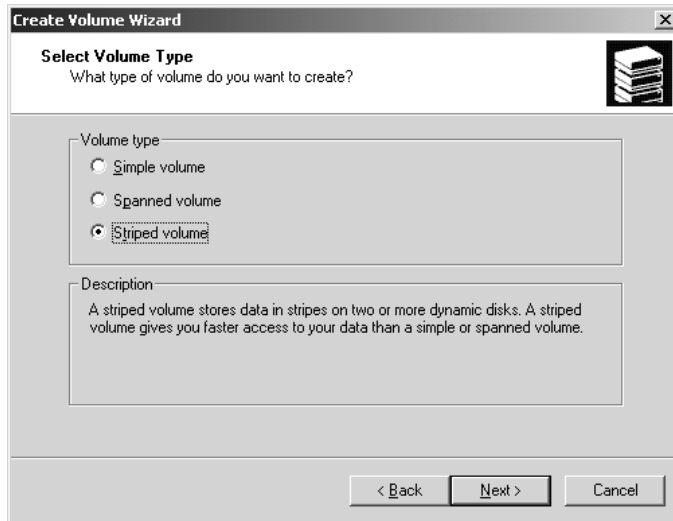 Create Volume Wizard
Select Volume Type
What type of volume do you want to create?
Volume type
Simple volume
Spanned volume
Striped volume
Description
A striped volume stores data in stripes on two or more dynamic disks. A striped
volume gives you faster access to your data than a simple or spanned volume.
< Back Next > Cancel